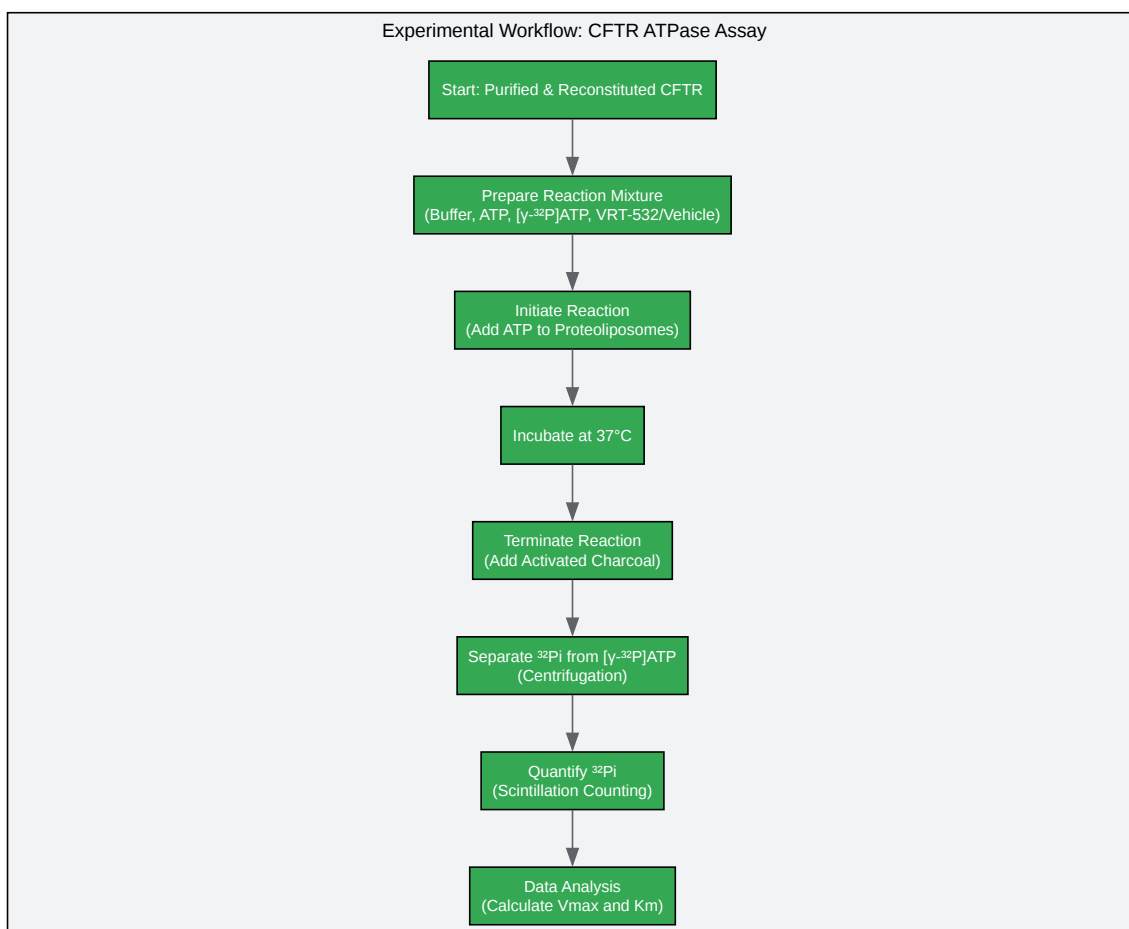 Experimental Workflow: CFTR ATPase Assay
Start: Purified & Reconstituted CFTR
Prepare Reaction Mixture
(Buffer, ATP, [γ-³²P]ATP, VRT-532/Vehicle)
Initiate Reaction
(Add ATP to Proteoliposomes)
Incubate at 37°C
Terminate Reaction
(Add Activated Charcoal)
Separate ³²Pi from [γ-³²P]ATP
(Centrifugation)
Quantify ³²Pi
(Scintillation Counting)
Data Analysis
(Calculate Vmax and Km)